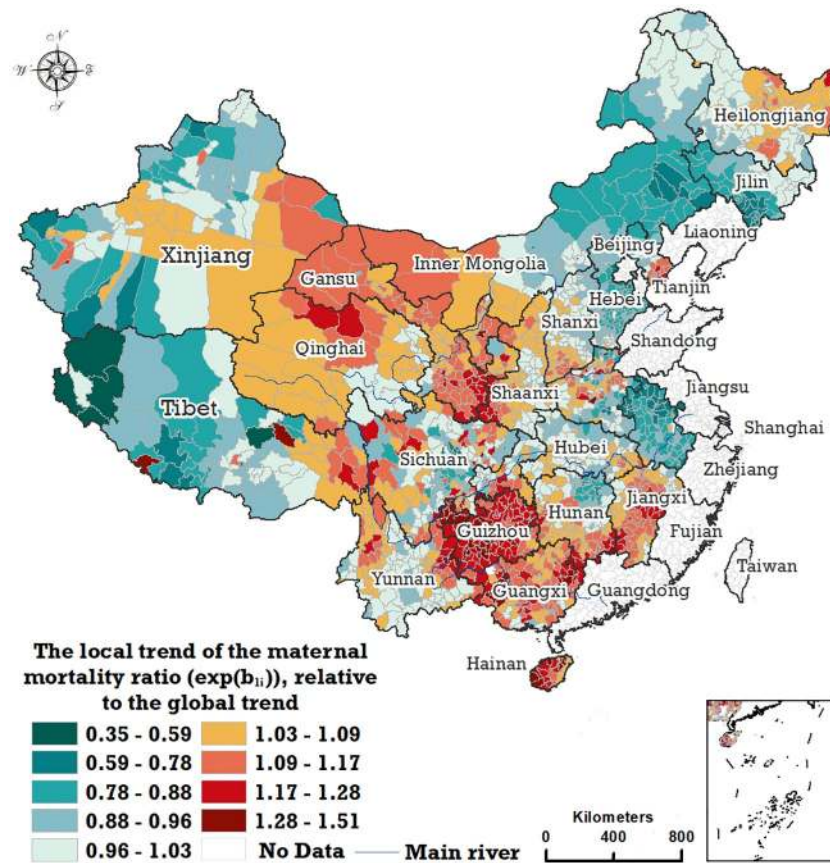 N
W E
S
Heilongjiang
Jilin
Liaoning
Beijing
Xinjiang
Inner Mongolia
Gansu
Tianjin
Hebei
Shanxi
Qinghai
Shandong
Shaanxi
Jiangsu
Tibet
Shanghai
Hubei
Sichuan
Zhejiang
Jiangxi
Hunan
Guizhou
Fujian
Taiwan
Yunnan
Guangxi
Guangdong
Hainan
The local trend of the maternal
mortality ratio (exp(b₁ᵢ)), relative
to the global trend
0.35 - 0.59 1.03 - 1.09
0.59 - 0.78 1.09 - 1.17
0.78 - 0.88 1.17 - 1.28
0.88 - 0.96 1.28 - 1.51
0.96 - 1.03 No Data Main river
Kilometers
0 400 800